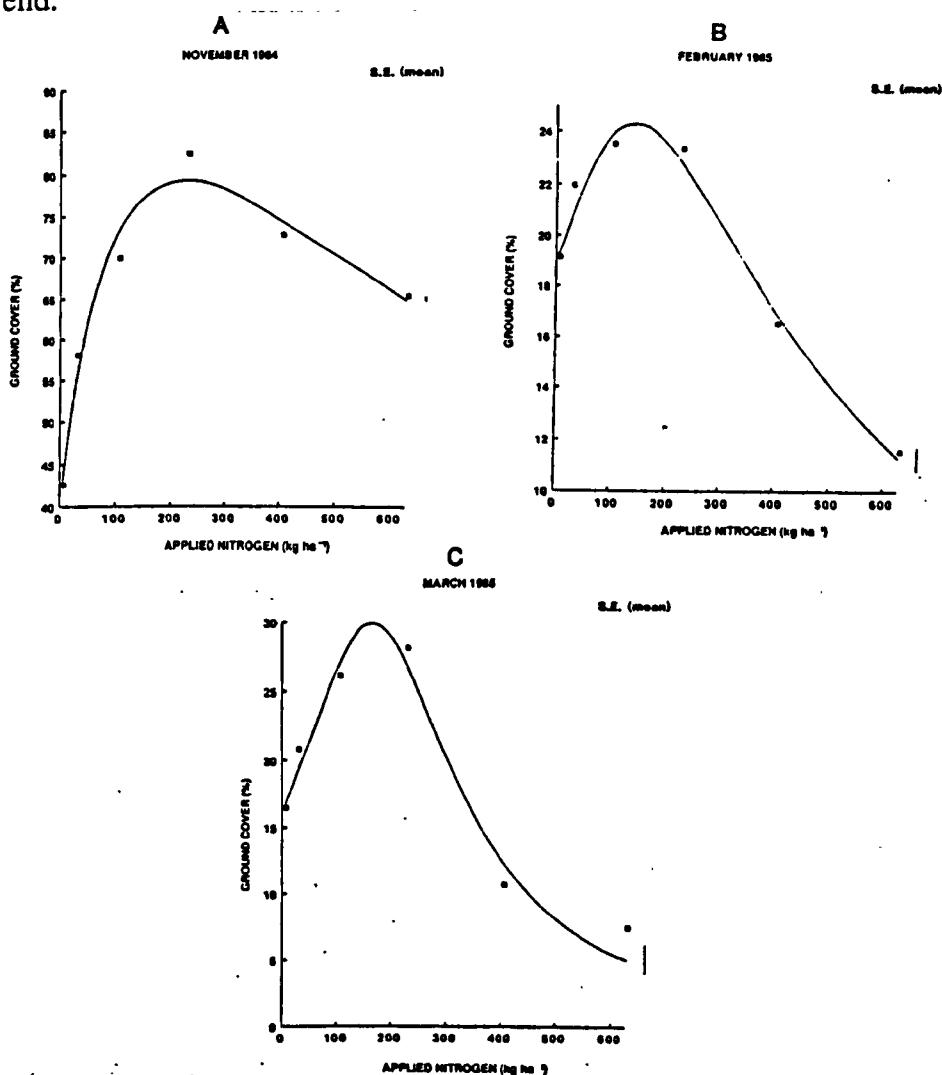 end.
A
NOVEMBER 1984
S.E. (mean)
90
85
80
75
70
65
60
55
50
45
40
GROUND COVER (%)
0 100 200 300 400 500 600
APPLIED NITROGEN (kg ha⁻¹)
B
FEBRUARY 1985
S.E. (mean)
24
22
20
18
16
14
12
10
GROUND COVER (%)
0 100 200 300 400 500 600
APPLIED NITROGEN (kg ha⁻¹)
C
MARCH 1985
S.E. (mean)
30
25
20
15
10
5
0
GROUND COVER (%)
0 100 200 300 400 500 600
APPLIED NITROGEN (kg ha⁻¹)